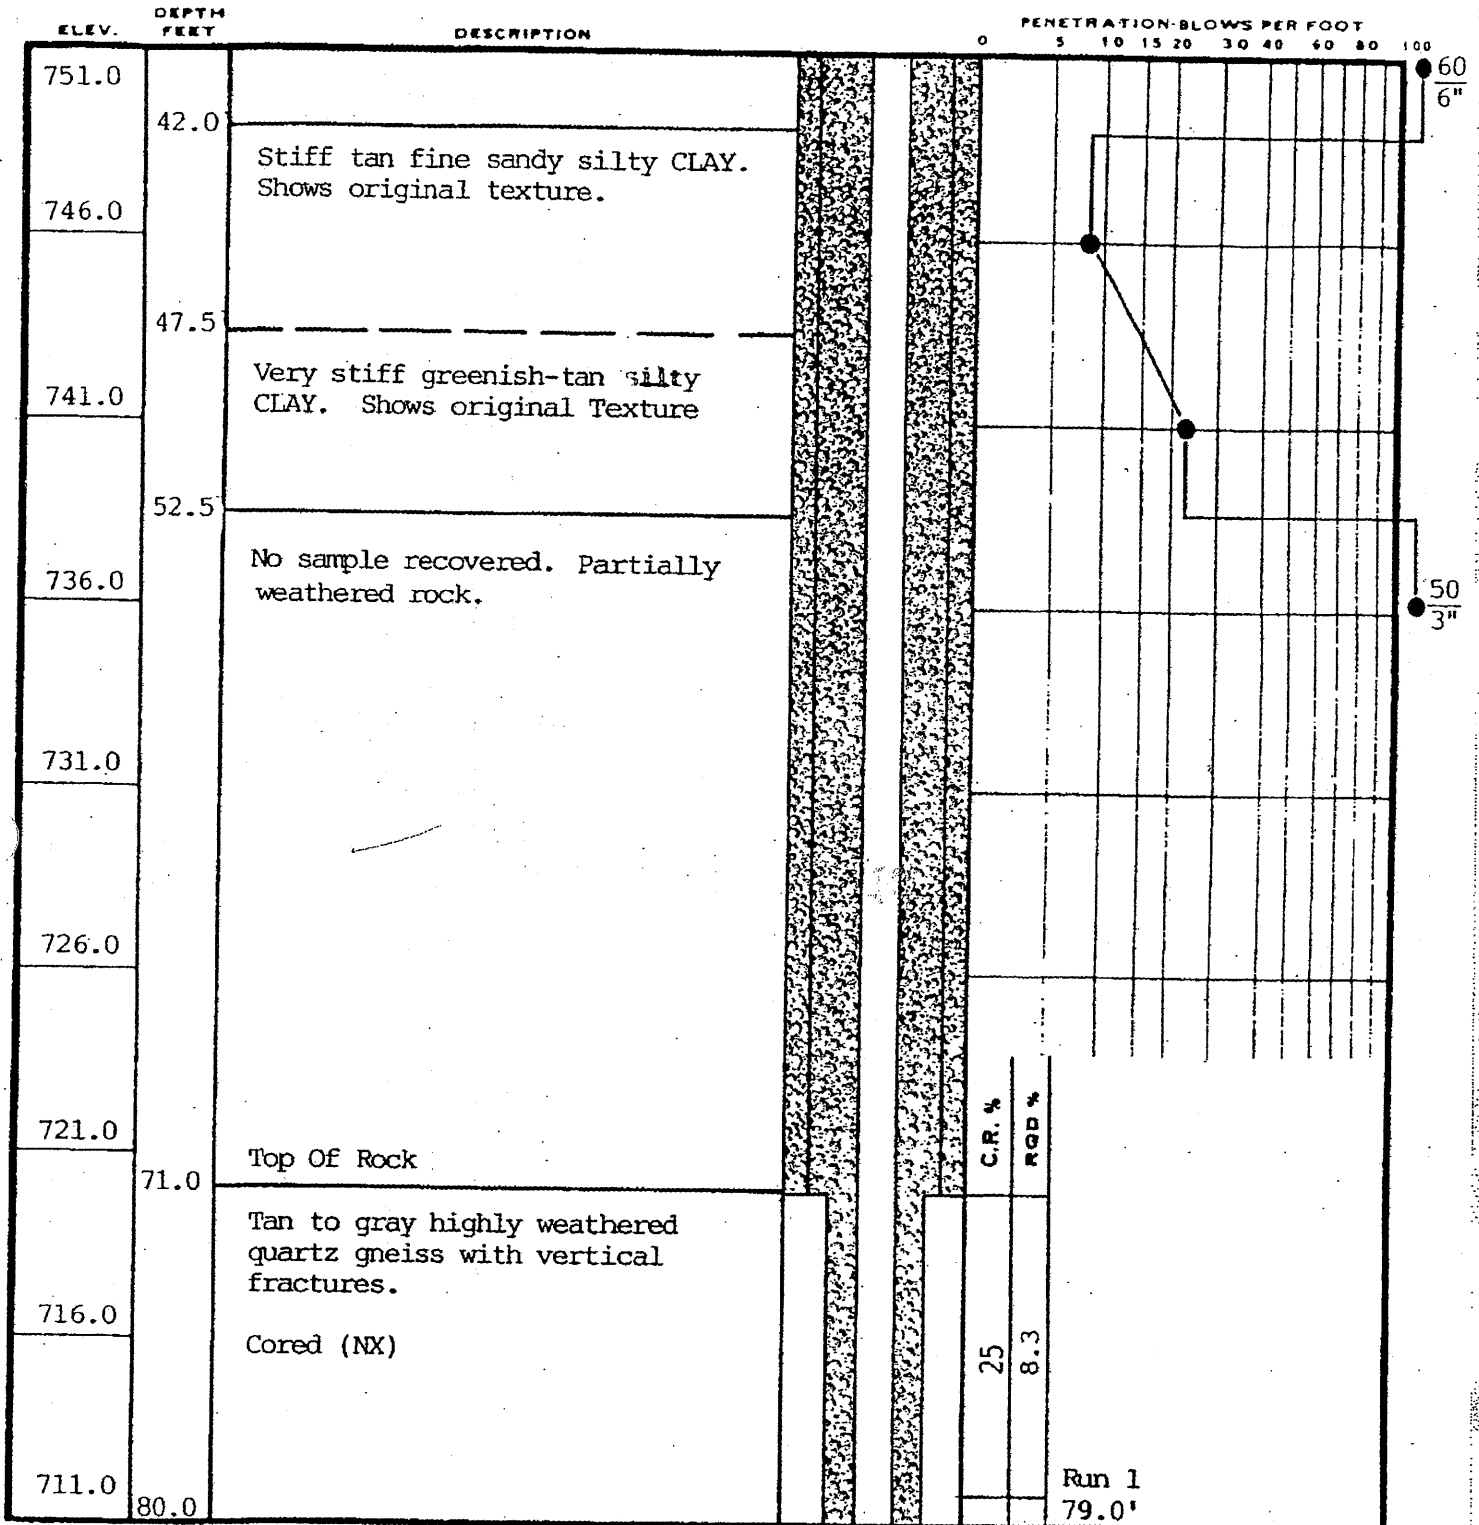 ELEV.
DEPTH
FEET
DESCRIPTION
PENETRATION-BLOWS PER FOOT
0 5 10 15 20 30 40 60 80 100
751.0
60
6"
42.0
Stiff tan fine sandy silty CLAY.
Shows original texture.
746.0
47.5
Very stiff greenish-tan silty
CLAY. Shows original Texture
741.0
52.5
No sample recovered. Partially
weathered rock.
736.0
50
3"
731.0
726.0
721.0
C.R. %
RQD %
Top Of Rock
71.0
Tan to gray highly weathered
quartz gneiss with vertical
fractures.
716.0
Cored (NX)
25
8.3
711.0
80.0
Run 1
79.0'